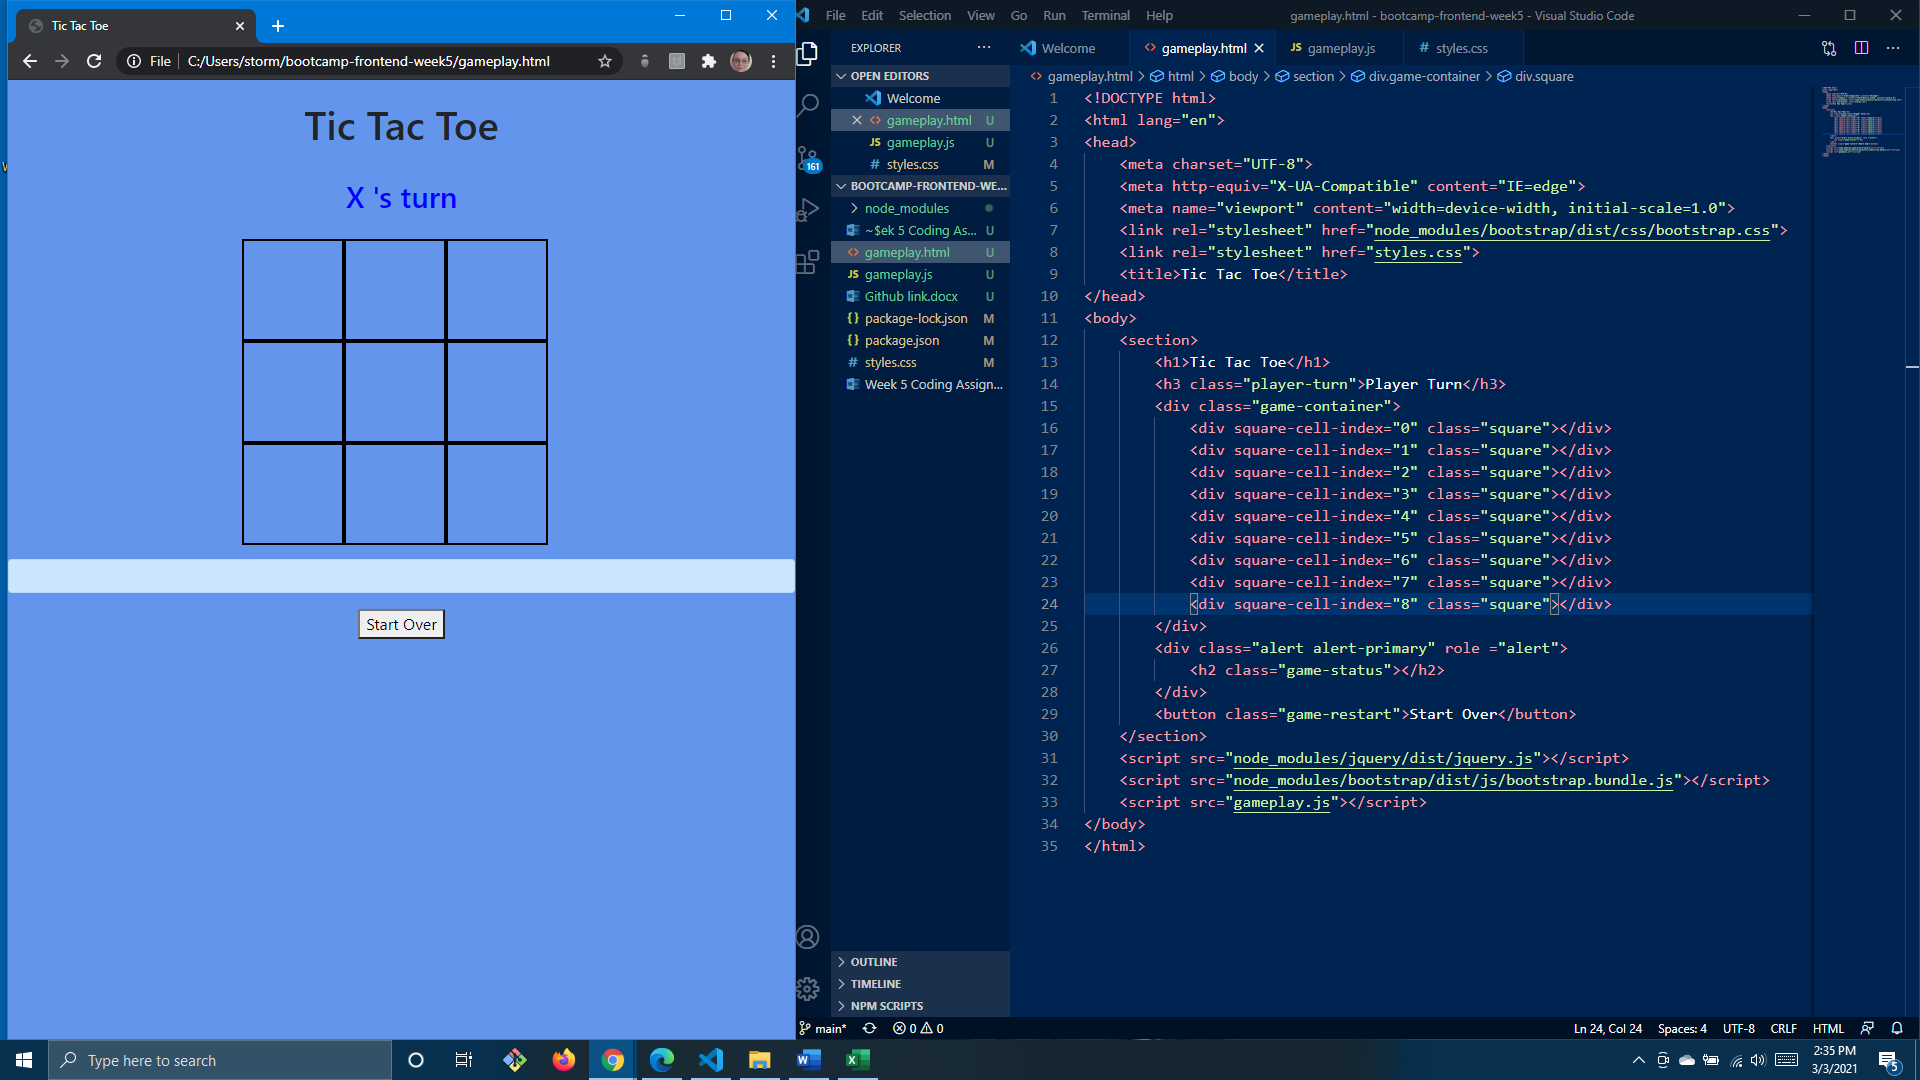 Tic Tac Toe
File
C:/Users/storm/bootcamp-frontend-week5/gameplay.html
Tic Tac Toe
X 's turn
Start Over
File Edit Selection View Go Run Terminal Help
gameplay.html - bootcamp-frontend-week5 - Visual Studio Code
EXPLORER
Welcome
gameplay.html
gameplay.js
styles.css
OPEN EDITORS
Welcome
gameplay.html U
gameplay.js U
styles.css M
161
BOOTCAMP-FRONTEND-WE...
node_modules
~$ek 5 Coding As... U
gameplay.html U
gameplay.js U
Github link.docx U
package-lock.json M
package.json M
styles.css M
Week 5 Coding Assign...
OUTLINE
TIMELINE
NPM SCRIPTS
gameplay.html > html > body > section > div.game-container > div.square
1 <!DOCTYPE html>
2 <html lang="en">
3 <head>
4 <meta charset="UTF-8">
5 <meta http-equiv="X-UA-Compatible" content="IE=edge">
6 <meta name="viewport" content="width=device-width, initial-scale=1.0">
7 <link rel="stylesheet" href="node_modules/bootstrap/dist/css/bootstrap.css">
8 <link rel="stylesheet" href="styles.css">
9 <title>Tic Tac Toe</title>
10 </head>
11 <body>
12 <section>
13 <h1>Tic Tac Toe</h1>
14 <h3 class="player-turn">Player Turn</h3>
15 <div class="game-container">
16 <div square-cell-index="0" class="square"></div>
17 <div square-cell-index="1" class="square"></div>
18 <div square-cell-index="2" class="square"></div>
19 <div square-cell-index="3" class="square"></div>
20 <div square-cell-index="4" class="square"></div>
21 <div square-cell-index="5" class="square"></div>
22 <div square-cell-index="6" class="square"></div>
23 <div square-cell-index="7" class="square"></div>
24 <div square-cell-index="8" class="square"></div>
25 </div>
26 <div class="alert alert-primary" role ="alert">
27 <h2 class="game-status"></h2>
28 </div>
29 <button class="game-restart">Start Over</button>
30 </section>
31 <script src="node_modules/jquery/dist/jquery.js"></script>
32 <script src="node_modules/bootstrap/dist/js/bootstrap.bundle.js"></script>
33 <script src="gameplay.js"></script>
34 </body>
35 </html>
main* 0 0
Ln 24, Col 24 Spaces: 4 UTF-8 CRLF HTML
Type here to search
2:35 PM
3/3/2021
5